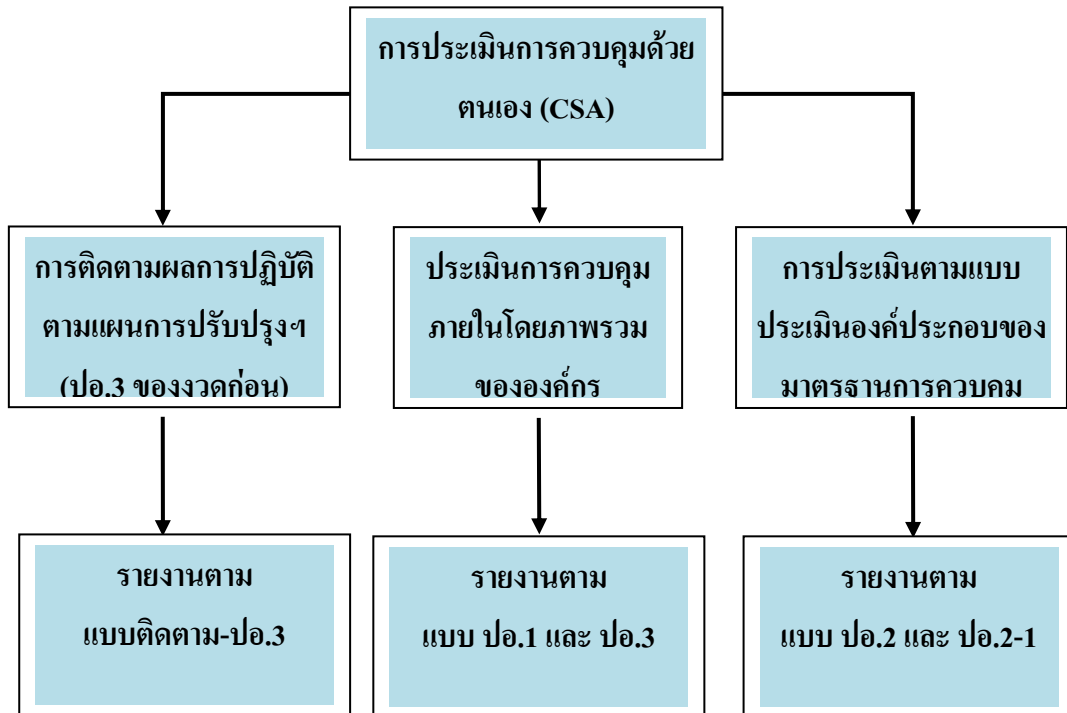 การประเมินการควบคุมด้วย
ตนเอง (CSA)
การติดตามผลการปฏิบัติ
ตามแผนการปรับปรุงฯ
(ปอ.3 ของงวดก่อน)
ประเมินการควบคุม
ภายในโดยภาพรวม
ขององค์กร
การประเมินตามแบบ
ประเมินองค์ประกอบของ
มาตรฐานการควบคุม
รายงานตาม
แบบติดตาม-ปอ.3
รายงานตาม
แบบ ปอ.1 และ ปอ.3
รายงานตาม
แบบ ปอ.2 และ ปอ.2-1